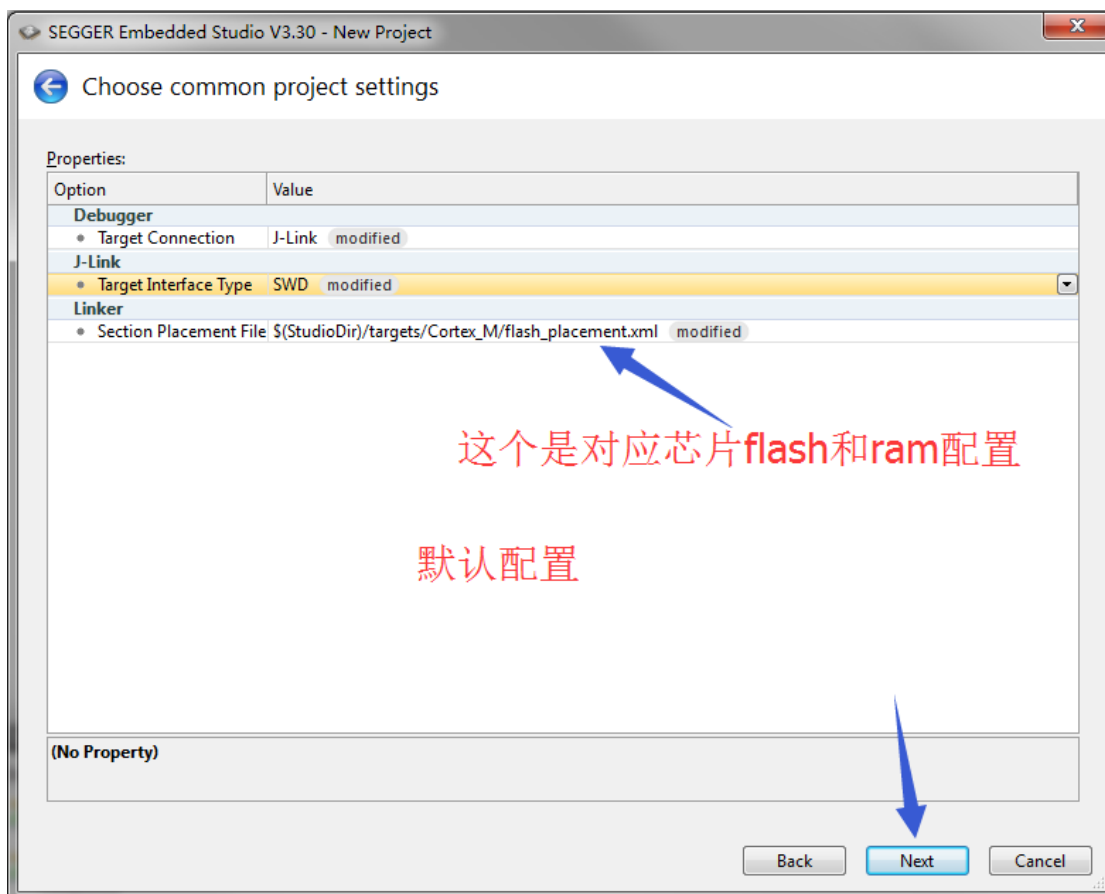 SEGGER Embedded Studio V3.30 - New Project
Choose common project settings
Properties:
Option Value
Debugger
Target Connection J-Link modified
J-Link
Target Interface Type SWD modified
Linker
Section Placement File $(StudioDir)/targets/Cortex_M/flash_placement.xml modified
这个是对应芯片flash和ram配置
默认配置
(No Property)
Back Next Cancel